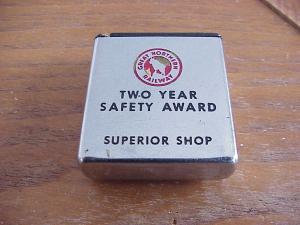 GREAT NORTHERN
RAILWAY
TWO YEAR
SAFETY AWARD
SUPERIOR SHOP